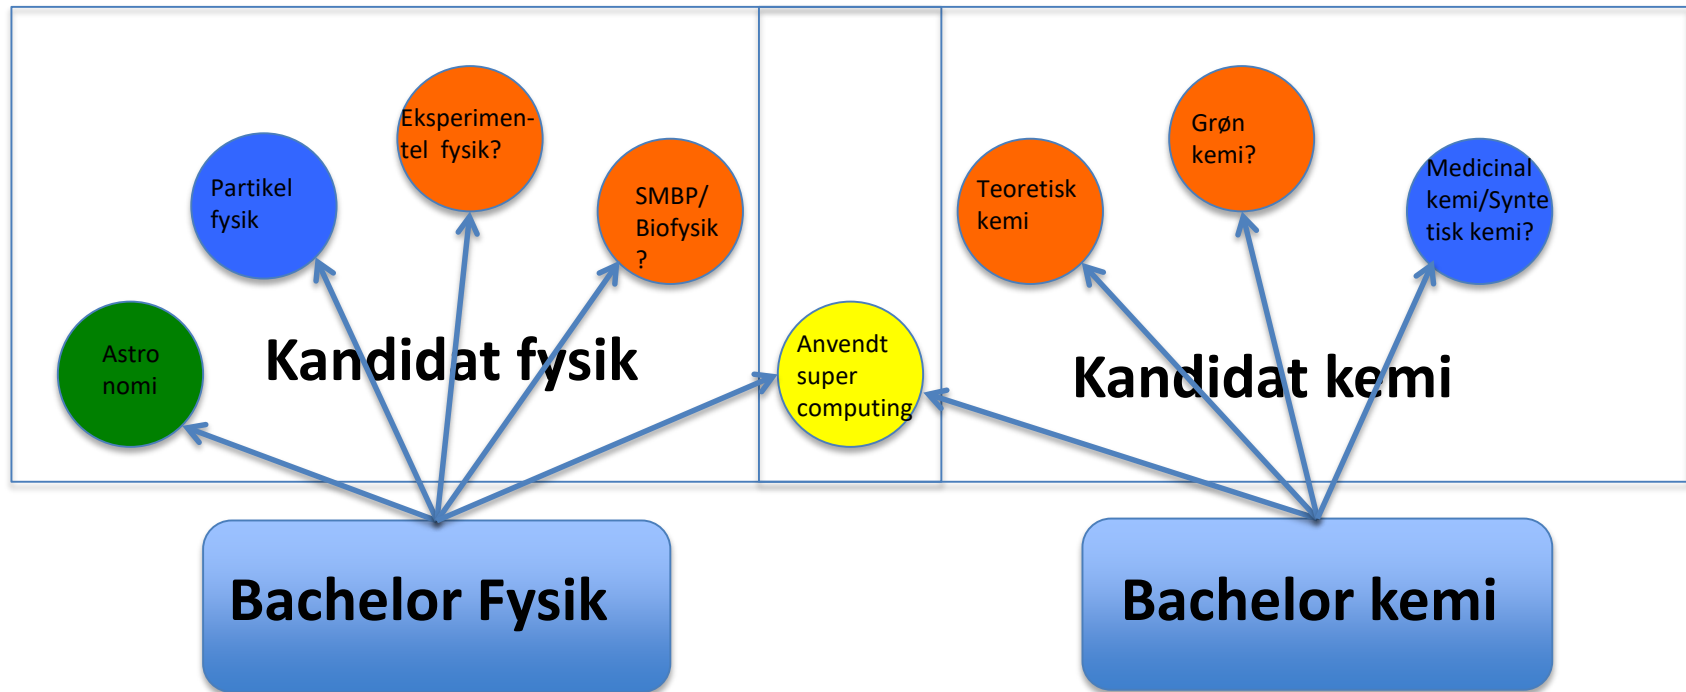 Eksperimen-
tel fysik?
Partikel
fysik
SMBP/
Biofysik
?
Astro
nomi
Kandidat fysik
Anvendt
super
computing
Teoretisk
kemi
Grøn
kemi?
Medicinal
kemi/Synte
tisk kemi?
Kandidat kemi
Bachelor Fysik
Bachelor kemi